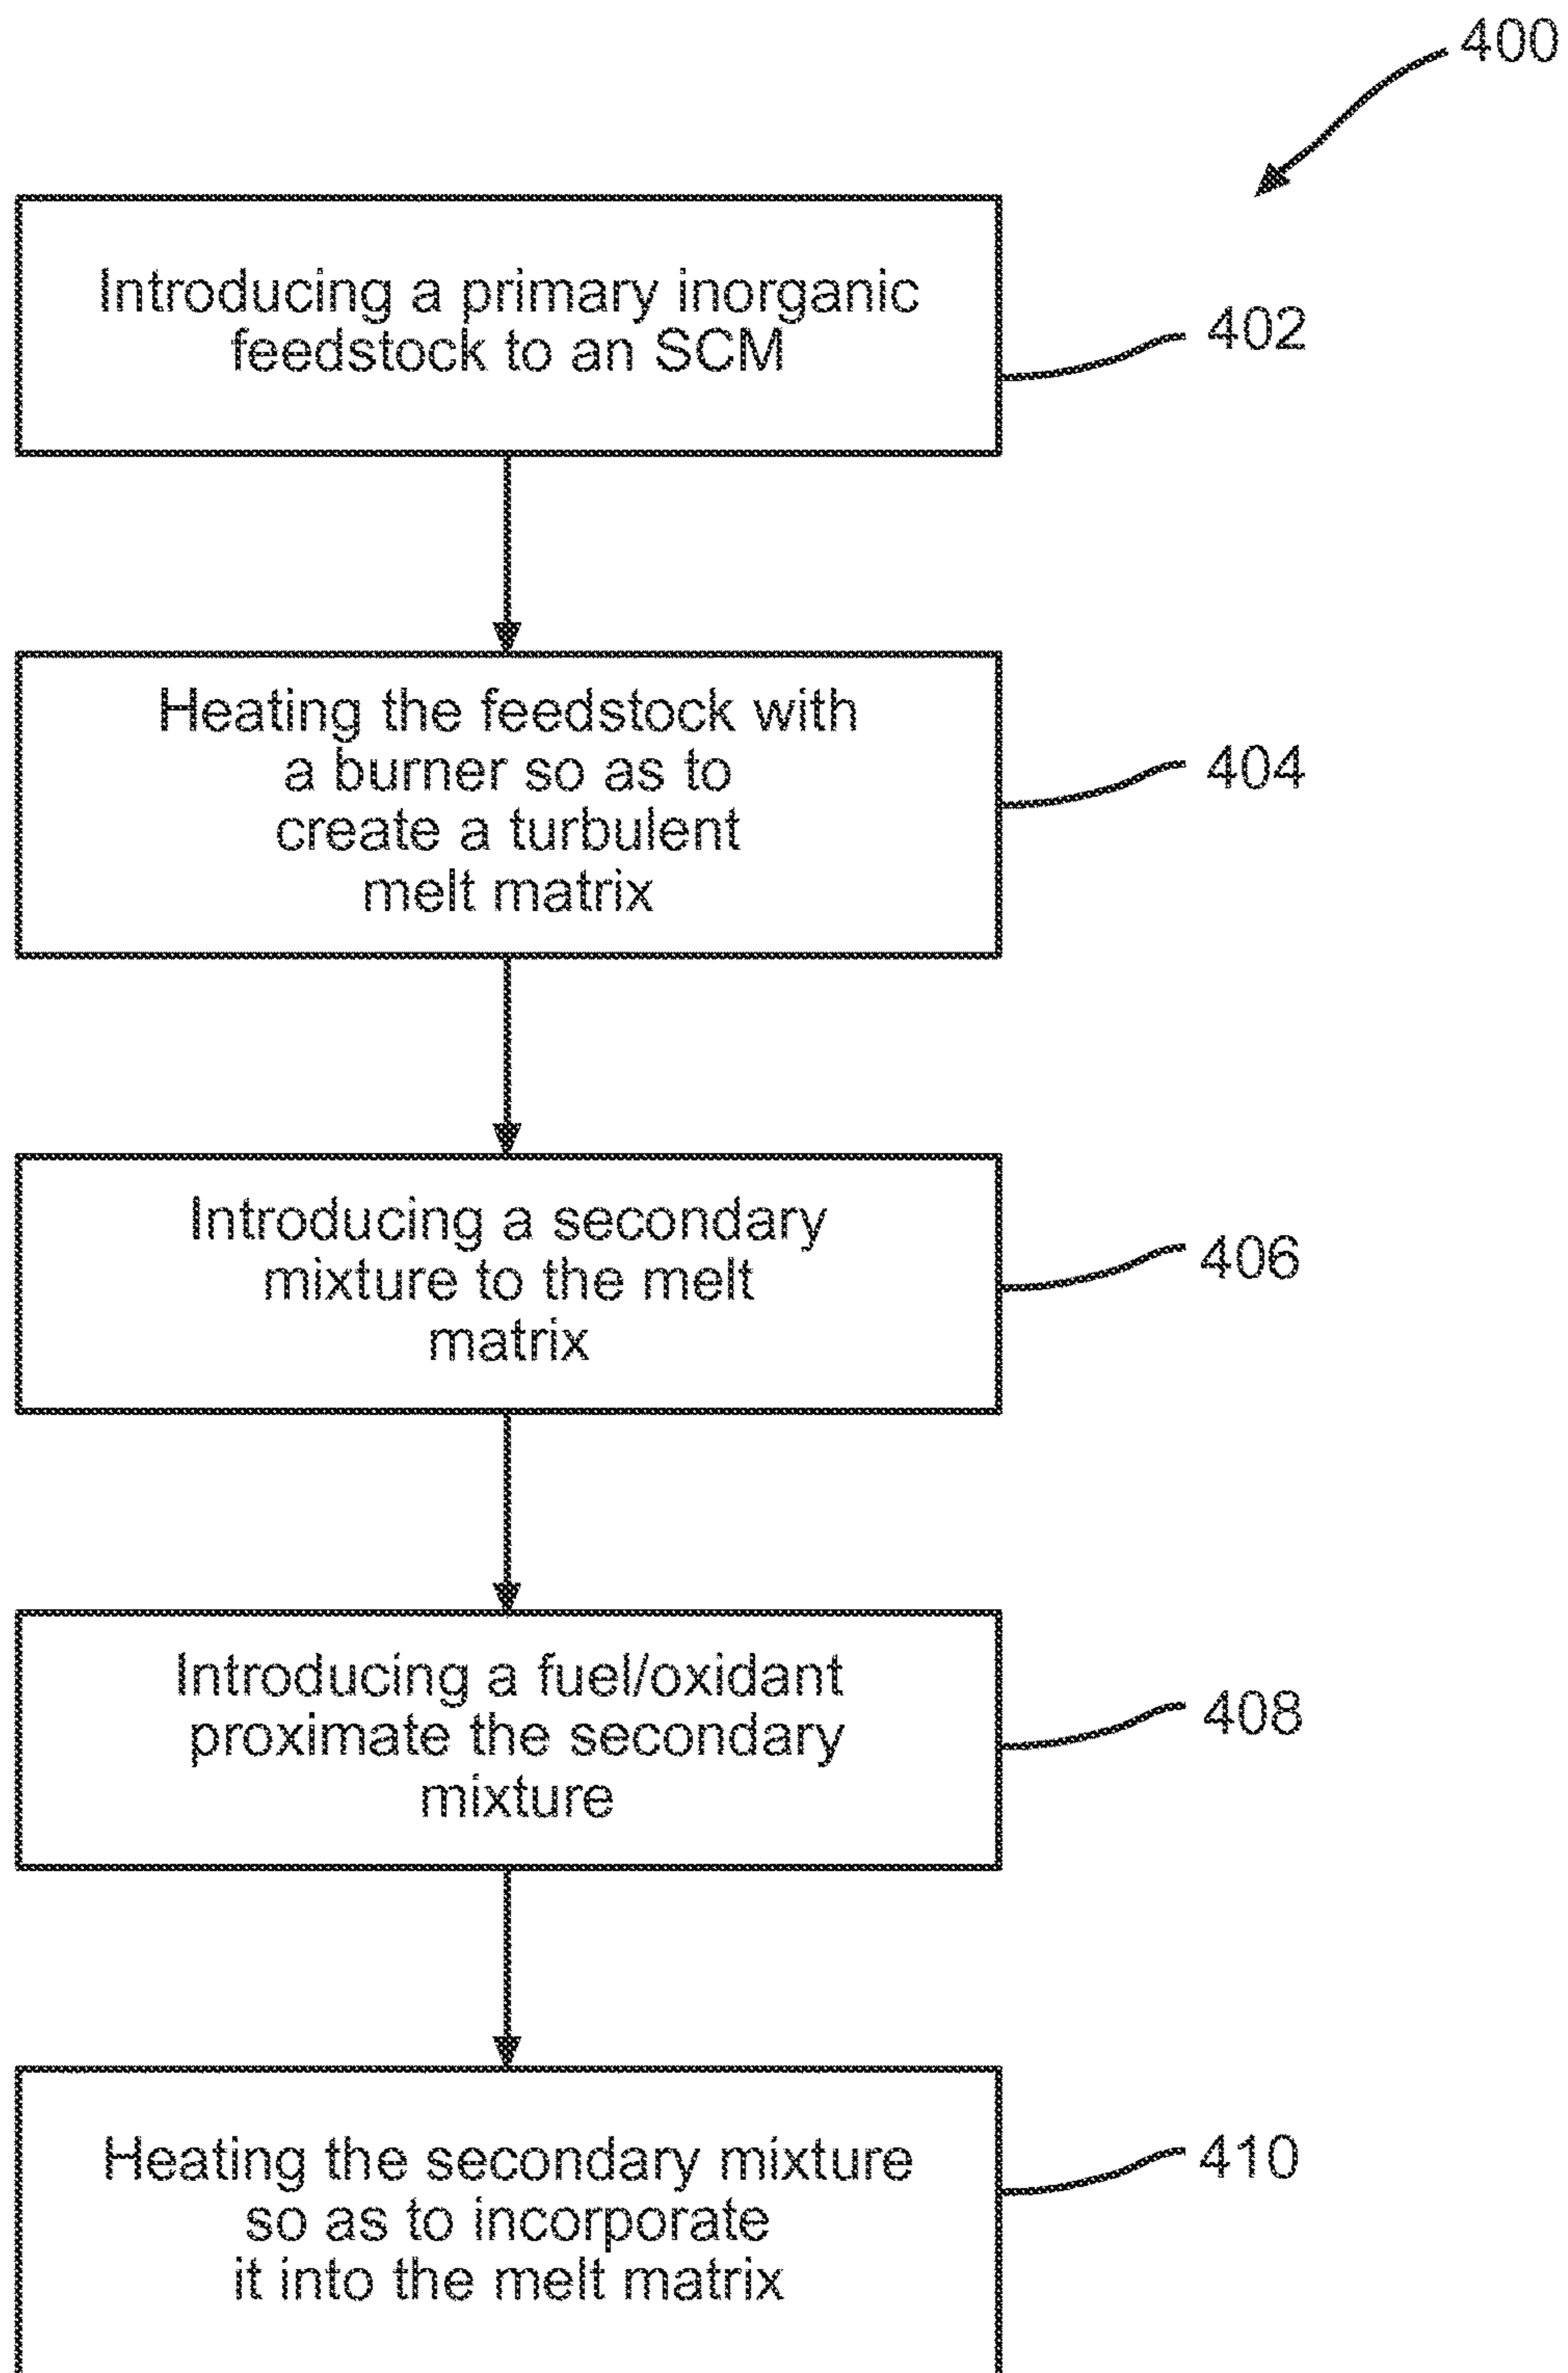 400
Introducing a primary inorganic
feedstock to an SCM
402
Heating the feedstock with
a burner so as to
create a turbulent
melt matrix
404
Introducing a secondary
mixture to the melt
matrix
406
Introducing a fuel/oxidant
proximate the secondary
mixture
408
Heating the secondary mixture
so as to incorporate
it into the melt matrix
410